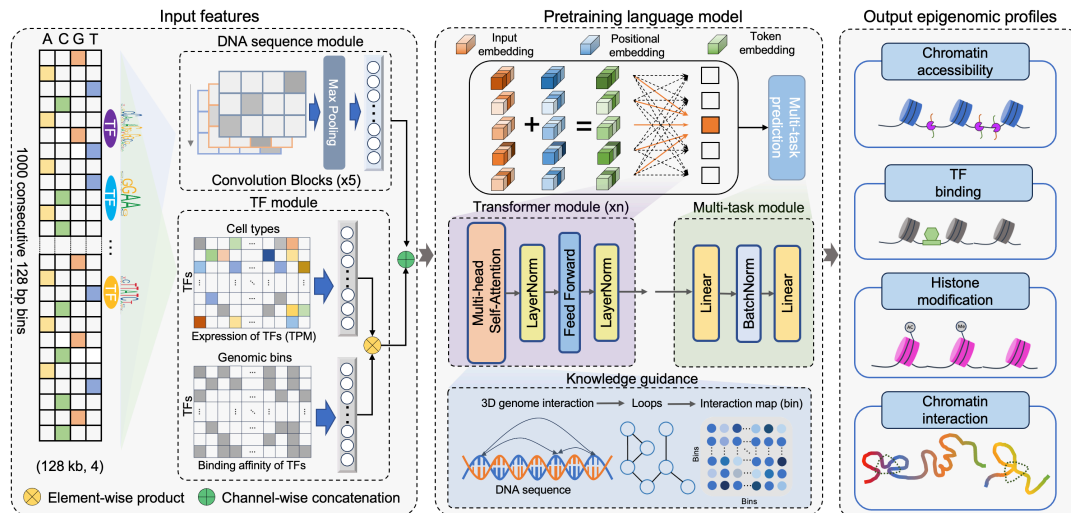 Input features
A C G T
TF
TF
...
TF
1000 consecutive 128 bp bins
(128 kb, 4)
DNA sequence module
Max Pooling
Convolution Blocks (x5)
TF module
Cell types
TFs
Expression of TFs (TPM)
Genomic bins
TFs
Binding affinity of TFs
Element-wise product
Channel-wise concatenation
Pretraining language model
Input
embedding
Positional
embedding
Token
embedding
+
=
Multi-task
prediction
Transformer module (xn)
Multi-head
Self-Attention
LayerNorm
Feed Forward
LayerNorm
Multi-task module
Linear
BatchNorm
Linear
Knowledge guidance
3D genome interaction
Loops
Interaction map (bin)
DNA sequence
Bins
Bins
Output epigenomic profiles
Chromatin
accessibility
TF
binding
Histone
modification
AC
Me
Chromatin
interaction